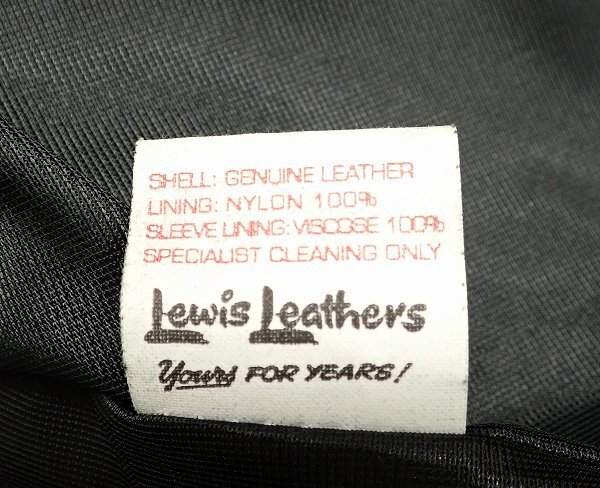 SHELL: GENUINE LEATHER
LINING: NYLON 100%
SLEEVE LINING: VISCOSE 100%
SPECIALIST CLEANING ONLY
Lewis Leathers
Yours FOR YEARS!